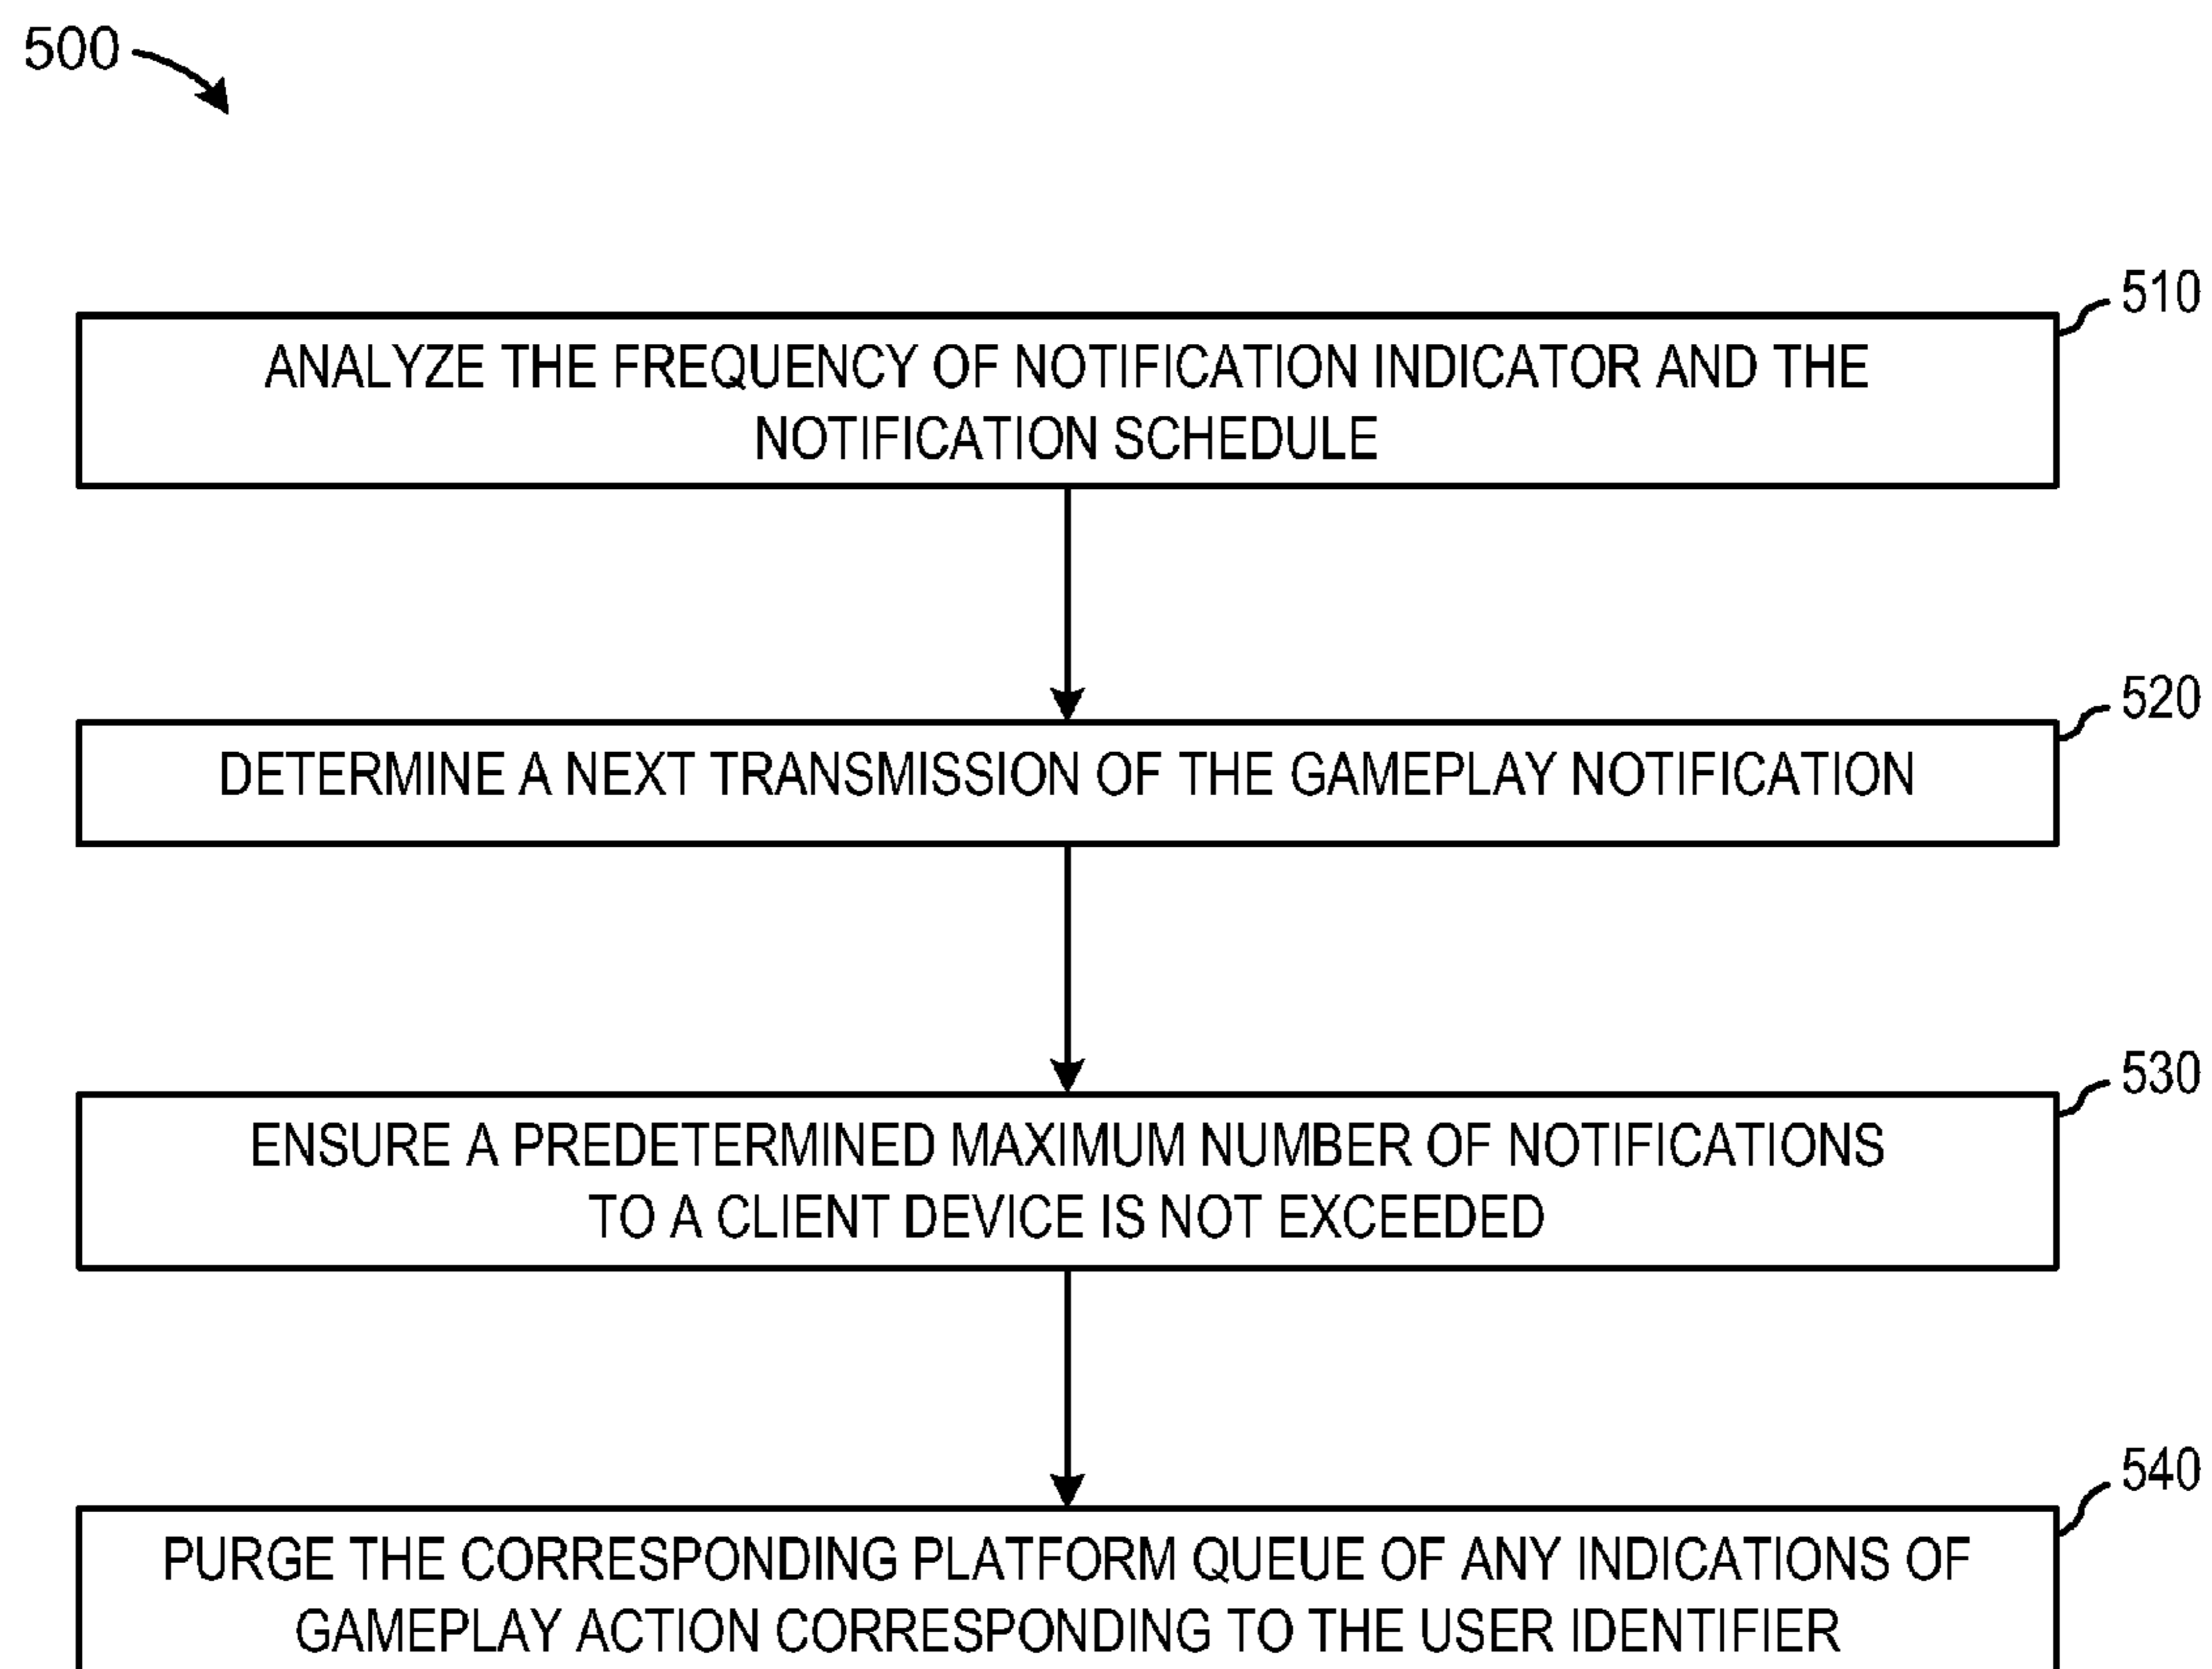 500
510
ANALYZE THE FREQUENCY OF NOTIFICATION INDICATOR AND THE
NOTIFICATION SCHEDULE
520
DETERMINE A NEXT TRANSMISSION OF THE GAMEPLAY NOTIFICATION
530
ENSURE A PREDETERMINED MAXIMUM NUMBER OF NOTIFICATIONS
TO A CLIENT DEVICE IS NOT EXCEEDED
540
PURGE THE CORRESPONDING PLATFORM QUEUE OF ANY INDICATIONS OF
GAMEPLAY ACTION CORRESPONDING TO THE USER IDENTIFIER